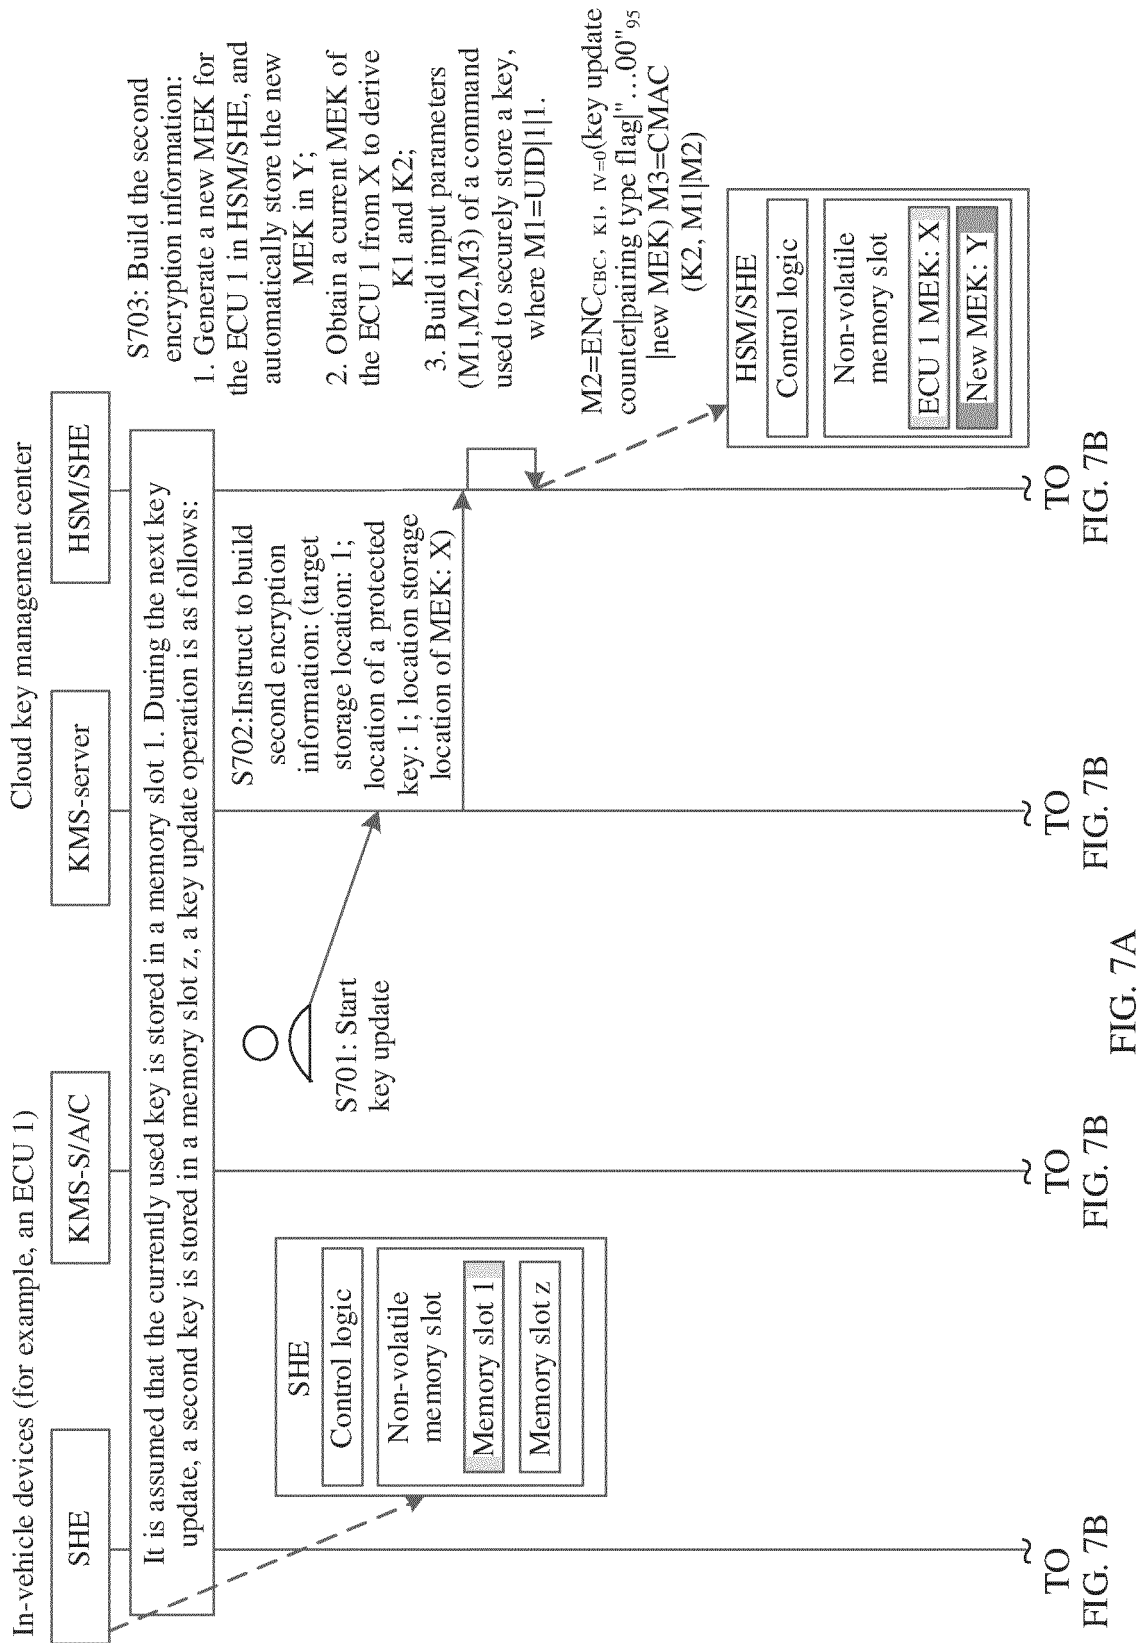 In-vehicle devices (for example, an ECU 1)
Cloud key management center
SHE
KMS-S/A/C
KMS-server
HSM/SHE
It is assumed that the currently used key is stored in a memory slot 1. During the next key
update, a second key is stored in a memory slot z, a key update operation is as follows:
SHE
Control logic
Non-volatile
memory slot
Memory slot 1
Memory slot z
S701: Start
key update
S702:Instruct to build
second encryption
information: (target
storage location: 1;
location of a protected
key: 1; location storage
location of MEK: X)
S703: Build the second
encryption information:
1. Generate a new MEK for
the ECU 1 in HSM/SHE, and
automatically store the new
MEK in Y;
2. Obtain a current MEK of
the ECU 1 from X to derive
K1 and K2;
3. Build input parameters
(M1,M2,M3) of a command
used to securely store a key,
where M1=UID|1|1.
M2=ENC_CBC, K1, IV=0(key update
counter|pairing type flag|"…00"95
|new MEK) M3=CMAC
(K2, M1|M2)
HSM/SHE
Control logic
Non-volatile
memory slot
ECU 1 MEK: X
New MEK: Y
TO
FIG. 7B
TO
FIG. 7B
TO
FIG. 7B
TO
FIG. 7B
FIG. 7A